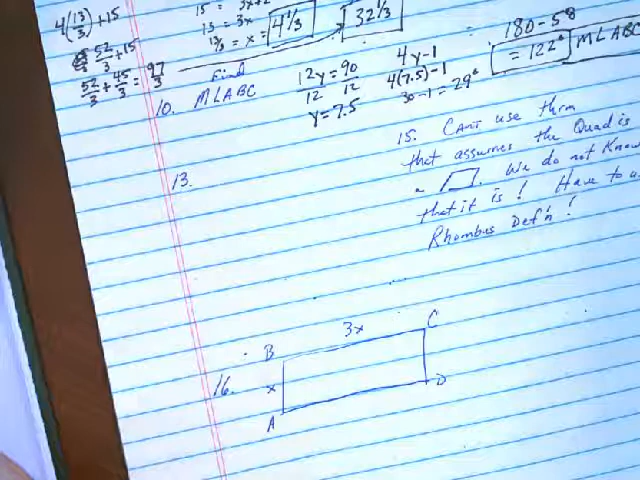 4(13/3) + 15
52/3 + 15
52/3 + 45/3 = 97/3
13 = 3x
13/3 = x = 4 1/3
32 1/3
10. Find
M∠ABC
12y = 90
12 12
y = 7.5
4y-1
4(7.5)-1
30-1 = 29°
180-58
= 122° M∠ABC
13.
15. Can't use thm
that assumes the Quad is
a ▱. We do not know
that it is! Have to
Rhombus Def'n!
16.
3x
B
C
x
A
D